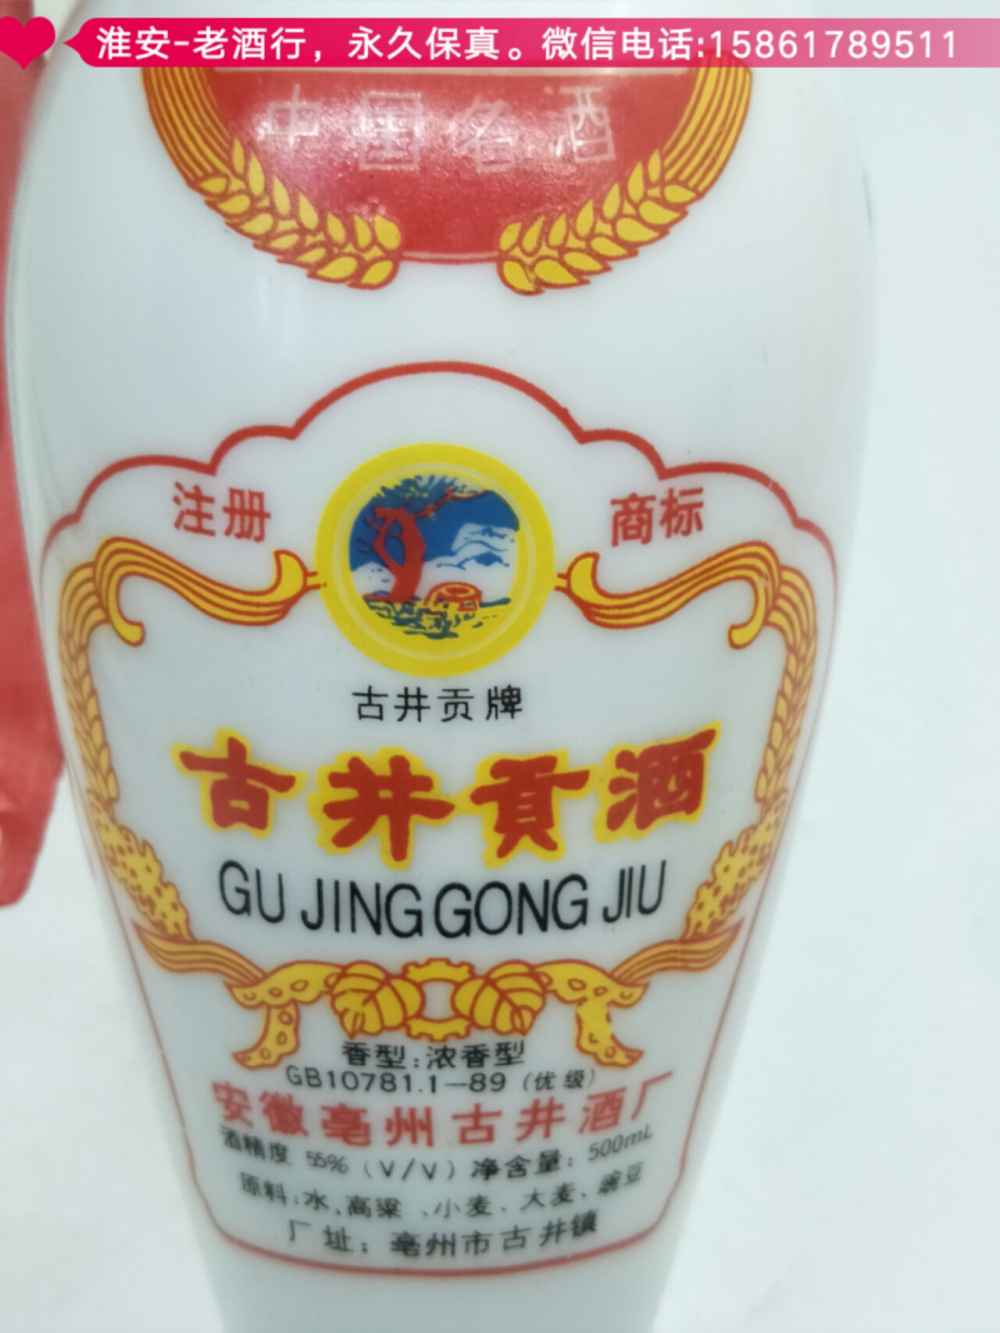 淮安-老酒行，永久保真。微信电话:15861789511
中国名酒
注册 商标
古井贡牌
古井贡酒
GU JING GONG JIU
香型:浓香型
GB10781.1—89（优级）
安徽亳州古井酒厂
酒精度 55%（V/V）净含量：500mL
原料:水、高粱、小麦、大麦、豌豆
厂址：亳州市古井镇